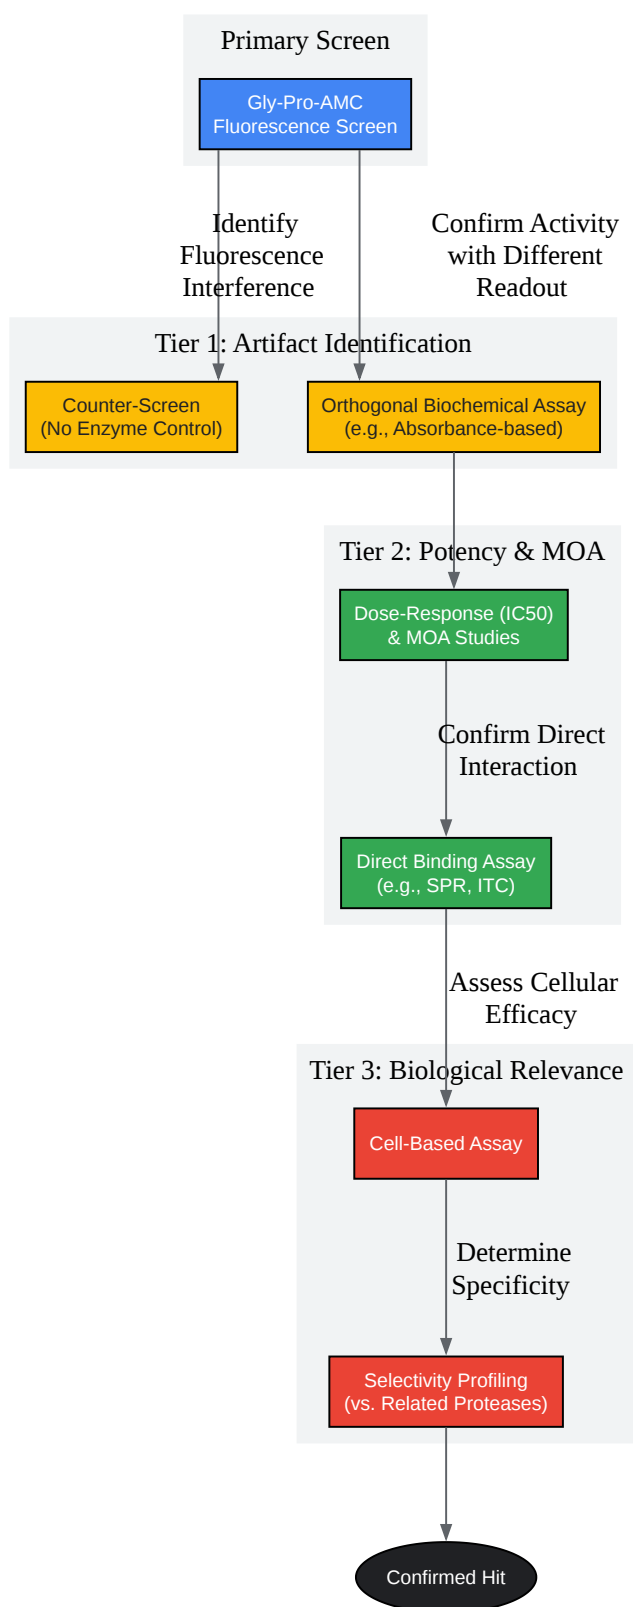 Primary Screen
Gly-Pro-AMC
Fluorescence Screen
Identify
Fluorescence
Interference
Confirm Activity
with Different
Readout
Tier 1: Artifact Identification
Counter-Screen
(No Enzyme Control)
Orthogonal Biochemical Assay
(e.g., Absorbance-based)
Tier 2: Potency & MOA
Dose-Response (IC50)
& MOA Studies
Confirm Direct
Interaction
Direct Binding Assay
(e.g., SPR, ITC)
Assess Cellular
Efficacy
Tier 3: Biological Relevance
Cell-Based Assay
Determine
Specificity
Selectivity Profiling
(vs. Related Proteases)
Confirmed Hit